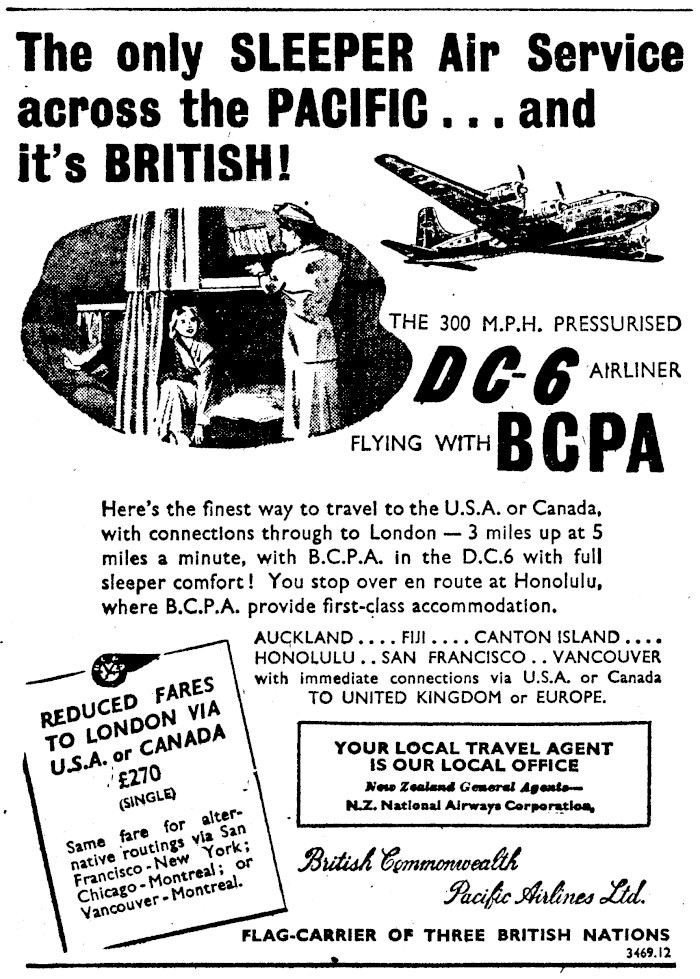 The only SLEEPER Air Service
across the PACIFIC . . . and
it's BRITISH!
THE 300 M.P.H. PRESSURISED
DC-6 AIRLINER
FLYING WITH BCPA
Here's the finest way to travel to the U.S.A. or Canada,
with connections through to London — 3 miles up at 5
miles a minute, with B.C.P.A. in the D.C.6 with full
sleeper comfort! You stop over en route at Honolulu,
where B.C.P.A. provide first-class accommodation.
AUCKLAND .... FIJI .... CANTON ISLAND ....
HONOLULU .. SAN FRANCISCO .. VANCOUVER
with immediate connections via U.S.A. or Canada
TO UNITED KINGDOM or EUROPE.
REDUCED FARES
TO LONDON VIA
U.S.A. or CANADA
£270
(SINGLE)
Same fare for alter-
native routings via San
Francisco-New York;
Chicago-Montreal; or
Vancouver-Montreal.
YOUR LOCAL TRAVEL AGENT
IS OUR LOCAL OFFICE
New Zealand General Agents—
N.Z. National Airways Corporation,
British Commonwealth
Pacific Airlines Ltd.
FLAG-CARRIER OF THREE BRITISH NATIONS
3469.12